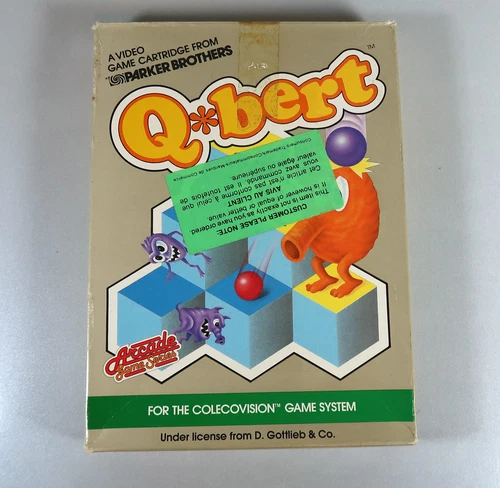 A VIDEO
GAME CARTRIDGE FROM
PARKER BROTHERS
TM
Q*bert
CUSTOMER PLEASE NOTE:
This item is not exactly as you have ordered.
It is however of equal or better value.
AVIS AU CLIENT
Cet article n'est pas conforme à celui que
vous avez commandé, il est toutefois de
valeur égale ou supérieure.
Arcade
Game Series
FOR THE COLECOVISION™ GAME SYSTEM
Under license from D. Gottlieb & Co.